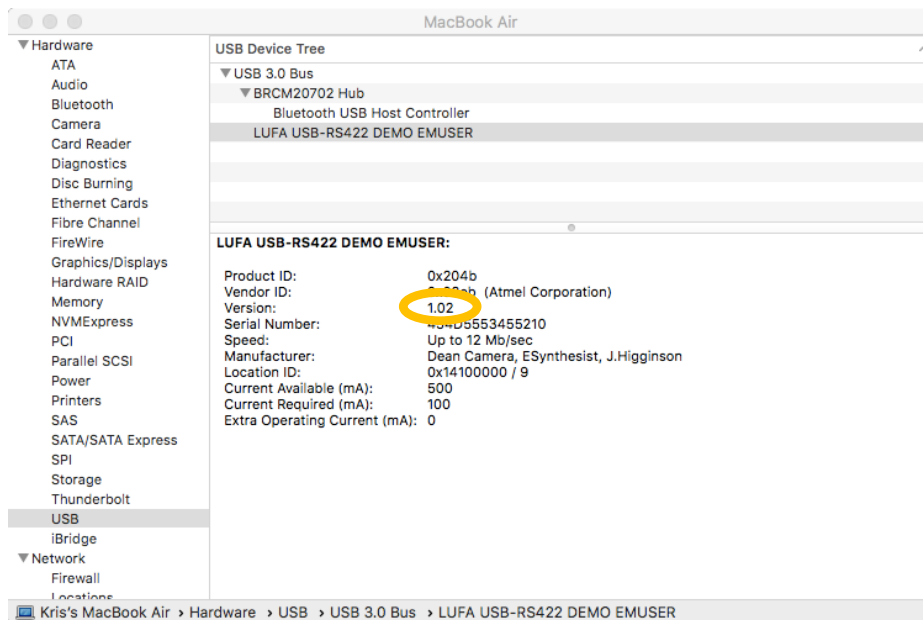 MacBook Air
Hardware
ATA
Audio
Bluetooth
Camera
Card Reader
Diagnostics
Disc Burning
Ethernet Cards
Fibre Channel
FireWire
Graphics/Displays
Hardware RAID
Memory
NVMExpress
PCI
Parallel SCSI
Power
Printers
SAS
SATA/SATA Express
SPI
Storage
Thunderbolt
USB
iBridge
Network
Firewall
Locations
USB Device Tree
USB 3.0 Bus
BRCM20702 Hub
Bluetooth USB Host Controller
LUFA USB-RS422 DEMO EMUSER
LUFA USB-RS422 DEMO EMUSER:
Product ID: 0x204b
Vendor ID: (Atmel Corporation)
Version: 1.02
Serial Number: 454D5553455210
Speed: Up to 12 Mb/sec
Manufacturer: Dean Camera, ESynthesist, J.Higginson
Location ID: 0x14100000 / 9
Current Available (mA): 500
Current Required (mA): 100
Extra Operating Current (mA): 0
Kris's MacBook Air › Hardware › USB › USB 3.0 Bus › LUFA USB-RS422 DEMO EMUSER